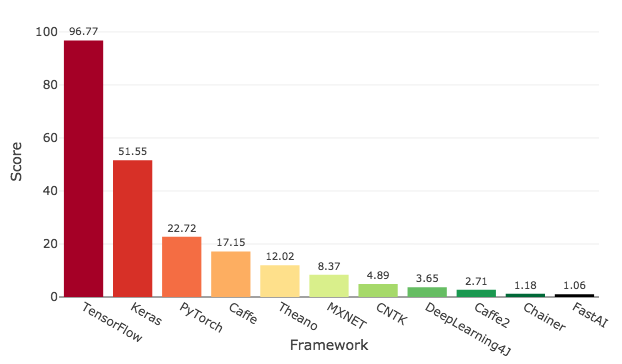 100
80
60
40
20
0
Score
96.77
51.55
22.72
17.15
12.02
8.37
4.89
3.65
2.71
1.18
1.06
TensorFlow
Keras
PyTorch
Caffe
Theano
MXNET
CNTK
DeepLearning4J
Caffe2
Chainer
FastAI
Framework